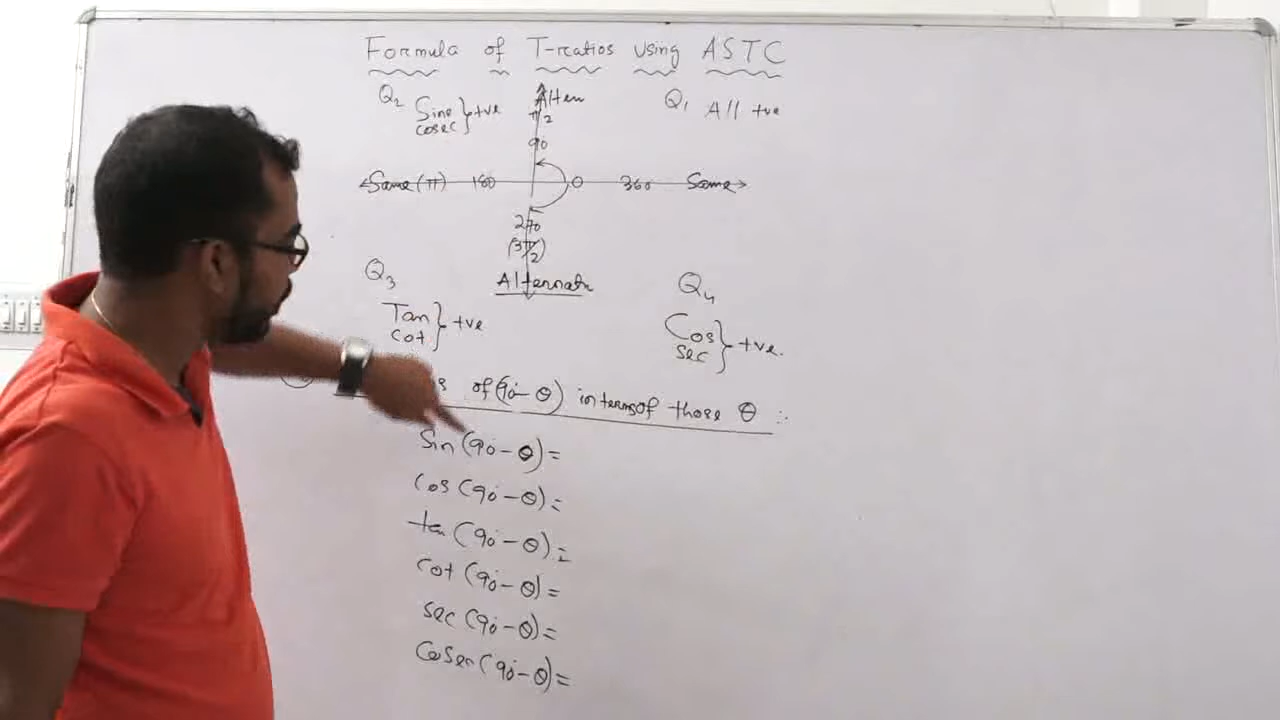 Formula of T-ratios using ASTC
Q2 Sine cosec } +ve
Alten
π/2
90
Q1 All +ve
Same (π) 180 0 360 Same
270
(3π/2)
Alternate
Q3 Tan cot } +ve
Q4 Cos sec } +ve.
of (90°-θ) in terms of those θ :
Sin (90°-θ) =
Cos (90°-θ) =
tan (90°-θ) =
Cot (90°-θ) =
sec (90°-θ) =
Cosec (90°-θ) =